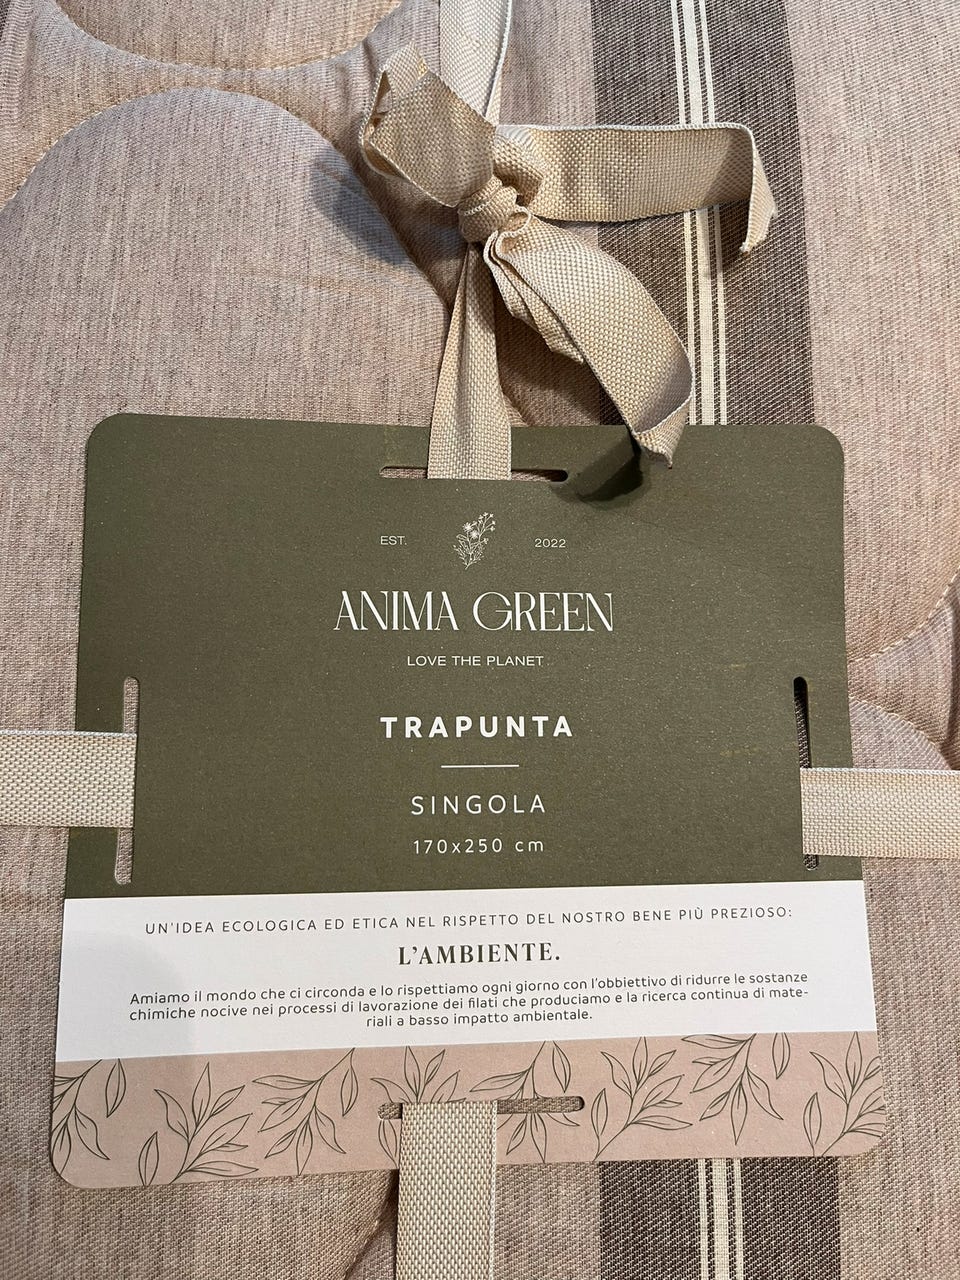 EST. 2022
ANIMA GREEN
LOVE THE PLANET
TRAPUNTA
SINGOLA
170x250 cm
UN'IDEA ECOLOGICA ED ETICA NEL RISPETTO DEL NOSTRO BENE PIÙ PREZIOSO:
L'AMBIENTE.
Amiamo il mondo che ci circonda e lo rispettiamo ogni giorno con l'obbiettivo di ridurre le sostanze
chimiche nocive nei processi di lavorazione dei filati che produciamo e la ricerca continua di mate-
riali a basso impatto ambientale.